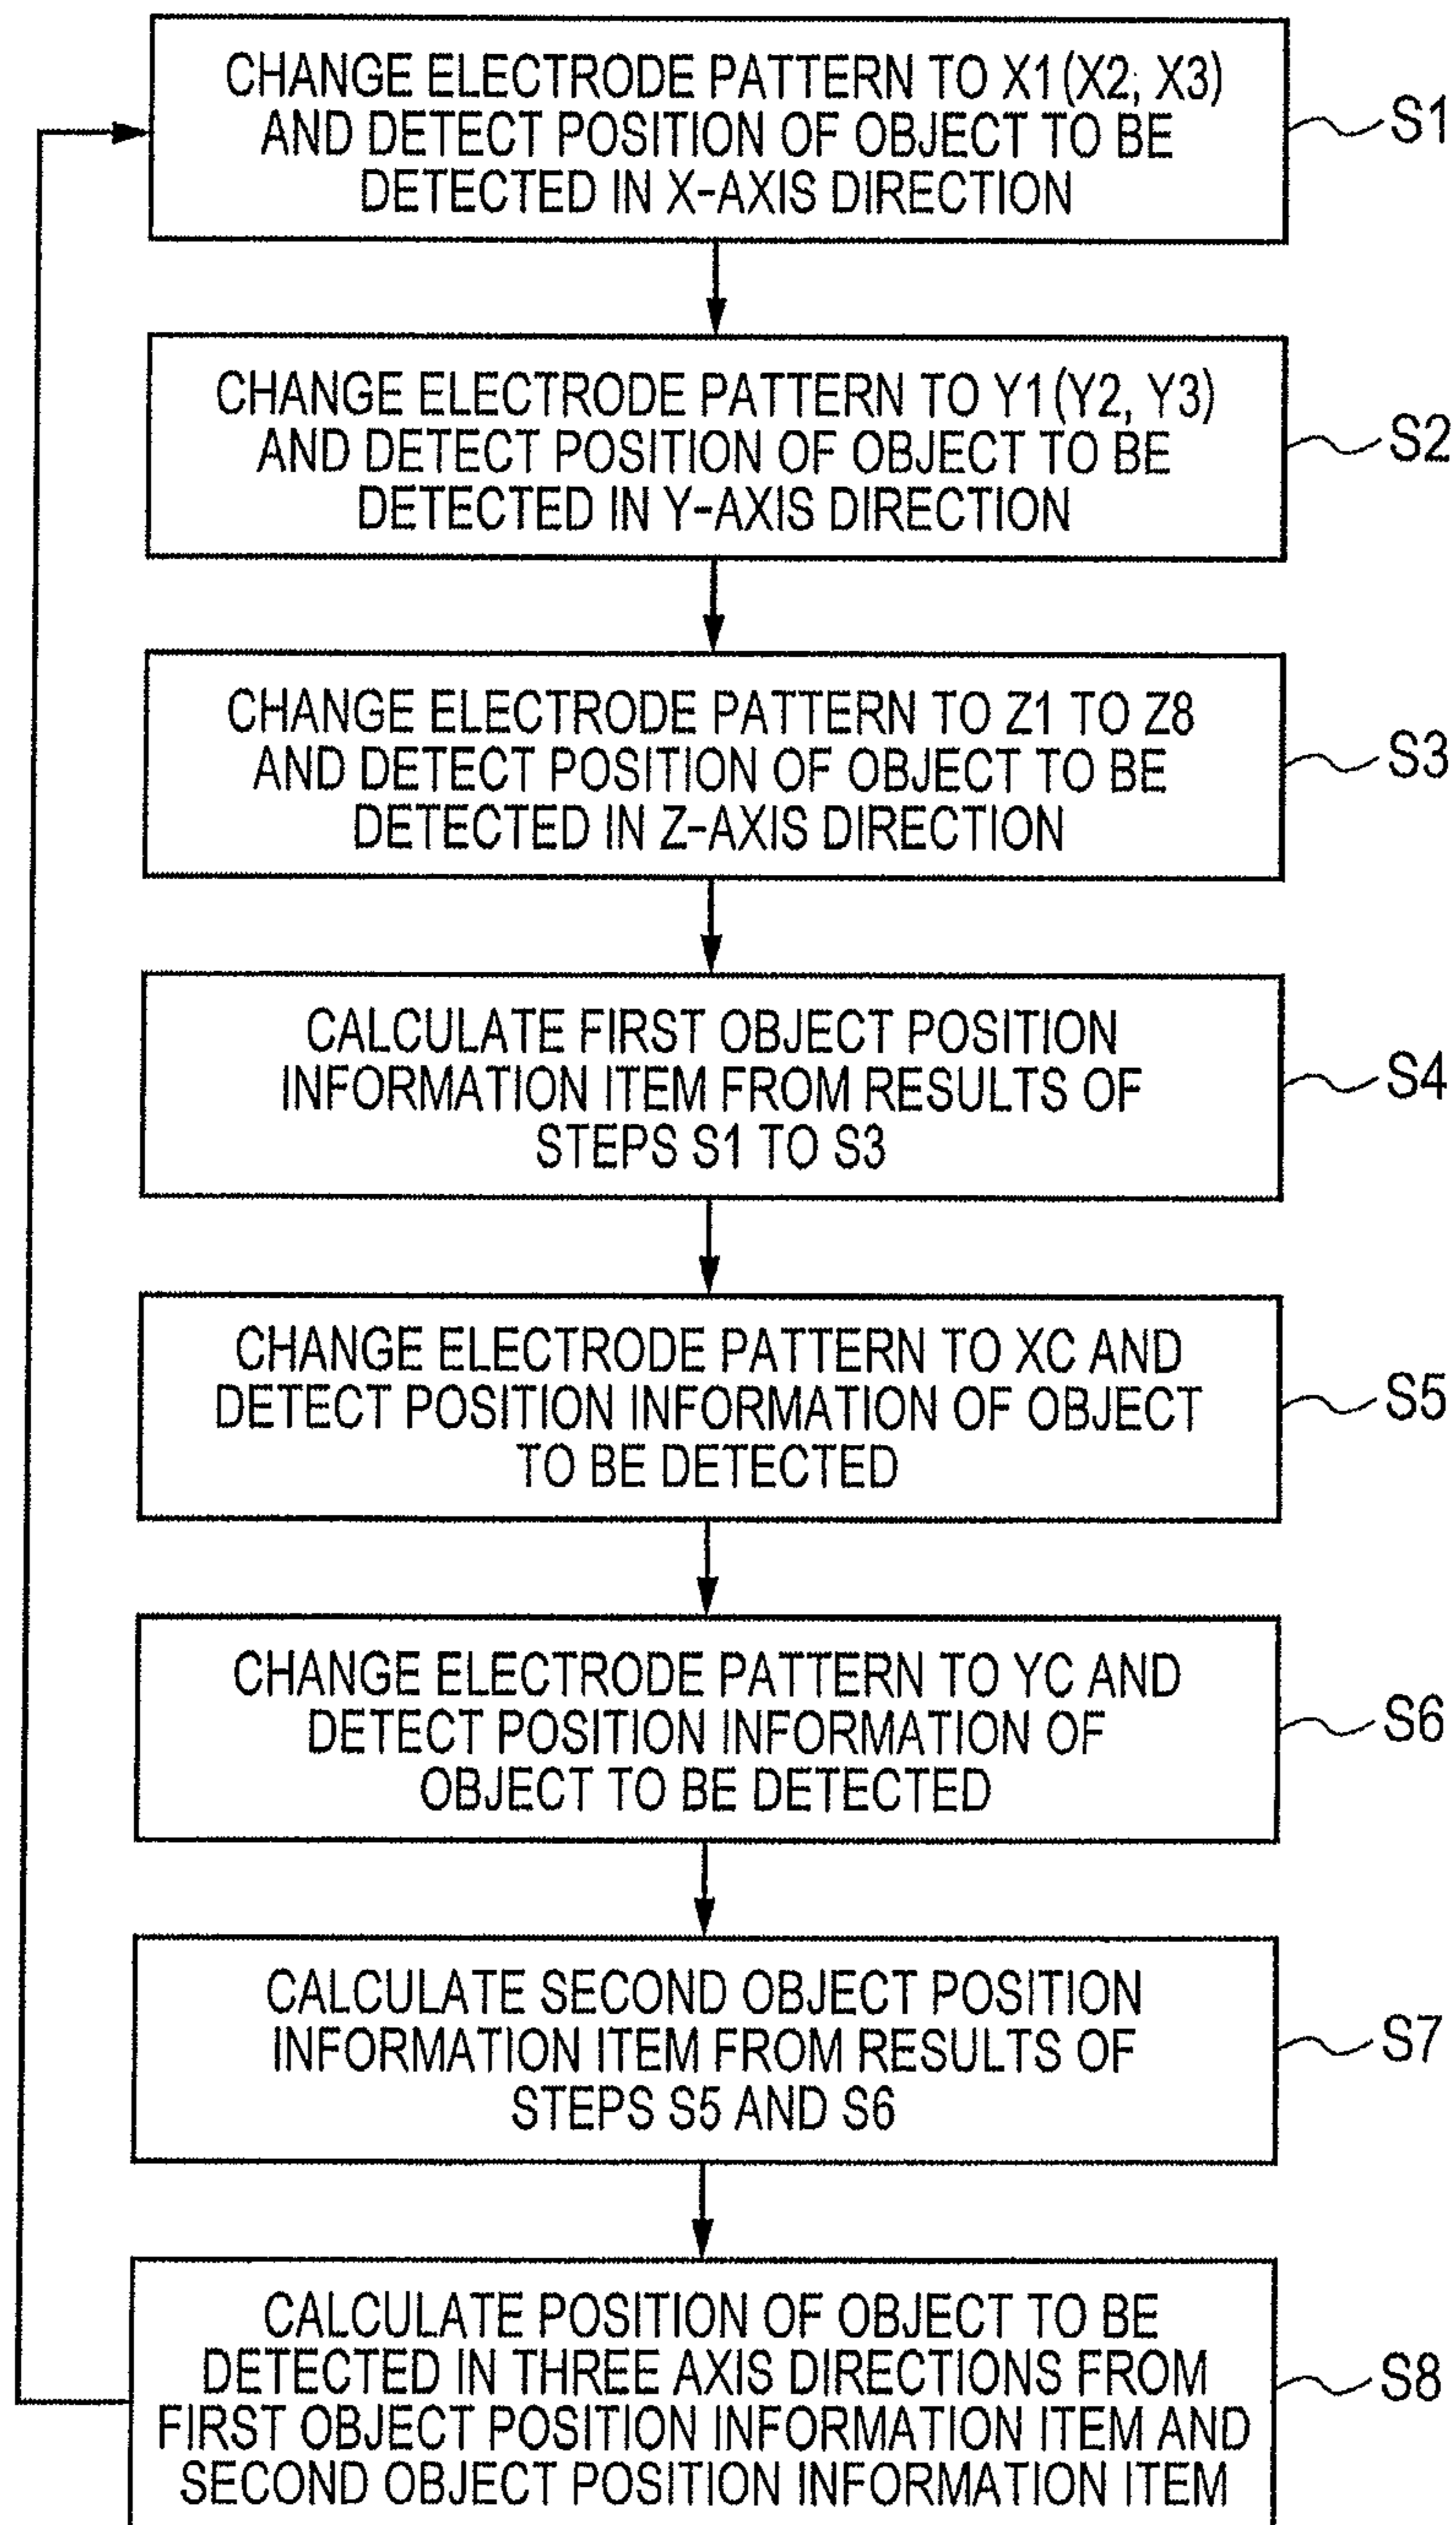 CHANGE ELECTRODE PATTERN TO X1 (X2; X3)
AND DETECT POSITION OF OBJECT TO BE
DETECTED IN X-AXIS DIRECTION
S1
CHANGE ELECTRODE PATTERN TO Y1 (Y2, Y3)
AND DETECT POSITION OF OBJECT TO BE
DETECTED IN Y-AXIS DIRECTION
S2
CHANGE ELECTRODE PATTERN TO Z1 TO Z8
AND DETECT POSITION OF OBJECT TO BE
DETECTED IN Z-AXIS DIRECTION
S3
CALCULATE FIRST OBJECT POSITION
INFORMATION ITEM FROM RESULTS OF
STEPS S1 TO S3
S4
CHANGE ELECTRODE PATTERN TO XC AND
DETECT POSITION INFORMATION OF OBJECT
TO BE DETECTED
S5
CHANGE ELECTRODE PATTERN TO YC AND
DETECT POSITION INFORMATION OF
OBJECT TO BE DETECTED
S6
CALCULATE SECOND OBJECT POSITION
INFORMATION ITEM FROM RESULTS OF
STEPS S5 AND S6
S7
CALCULATE POSITION OF OBJECT TO BE
DETECTED IN THREE AXIS DIRECTIONS FROM
FIRST OBJECT POSITION INFORMATION ITEM AND
SECOND OBJECT POSITION INFORMATION ITEM
S8